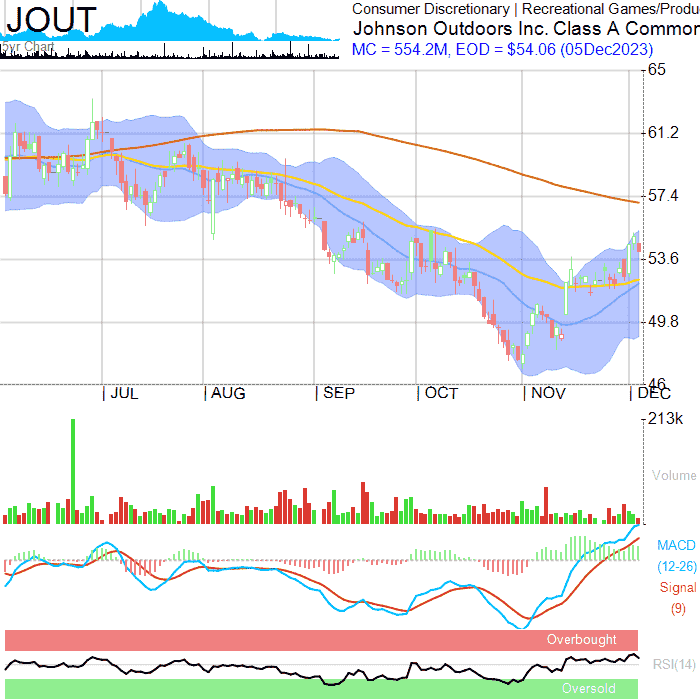 JOUT
5yr Chart
Consumer Discretionary | Recreational Games/Produ
Johnson Outdoors Inc. Class A Common
MC = 554.2M, EOD = $54.06 (05Dec2023)
65
61.2
57.4
53.6
49.8
46
JUL AUG SEP OCT NOV DEC
213k
Volume
MACD
(12-26)
Signal
(9)
Overbought
RSI(14)
Oversold